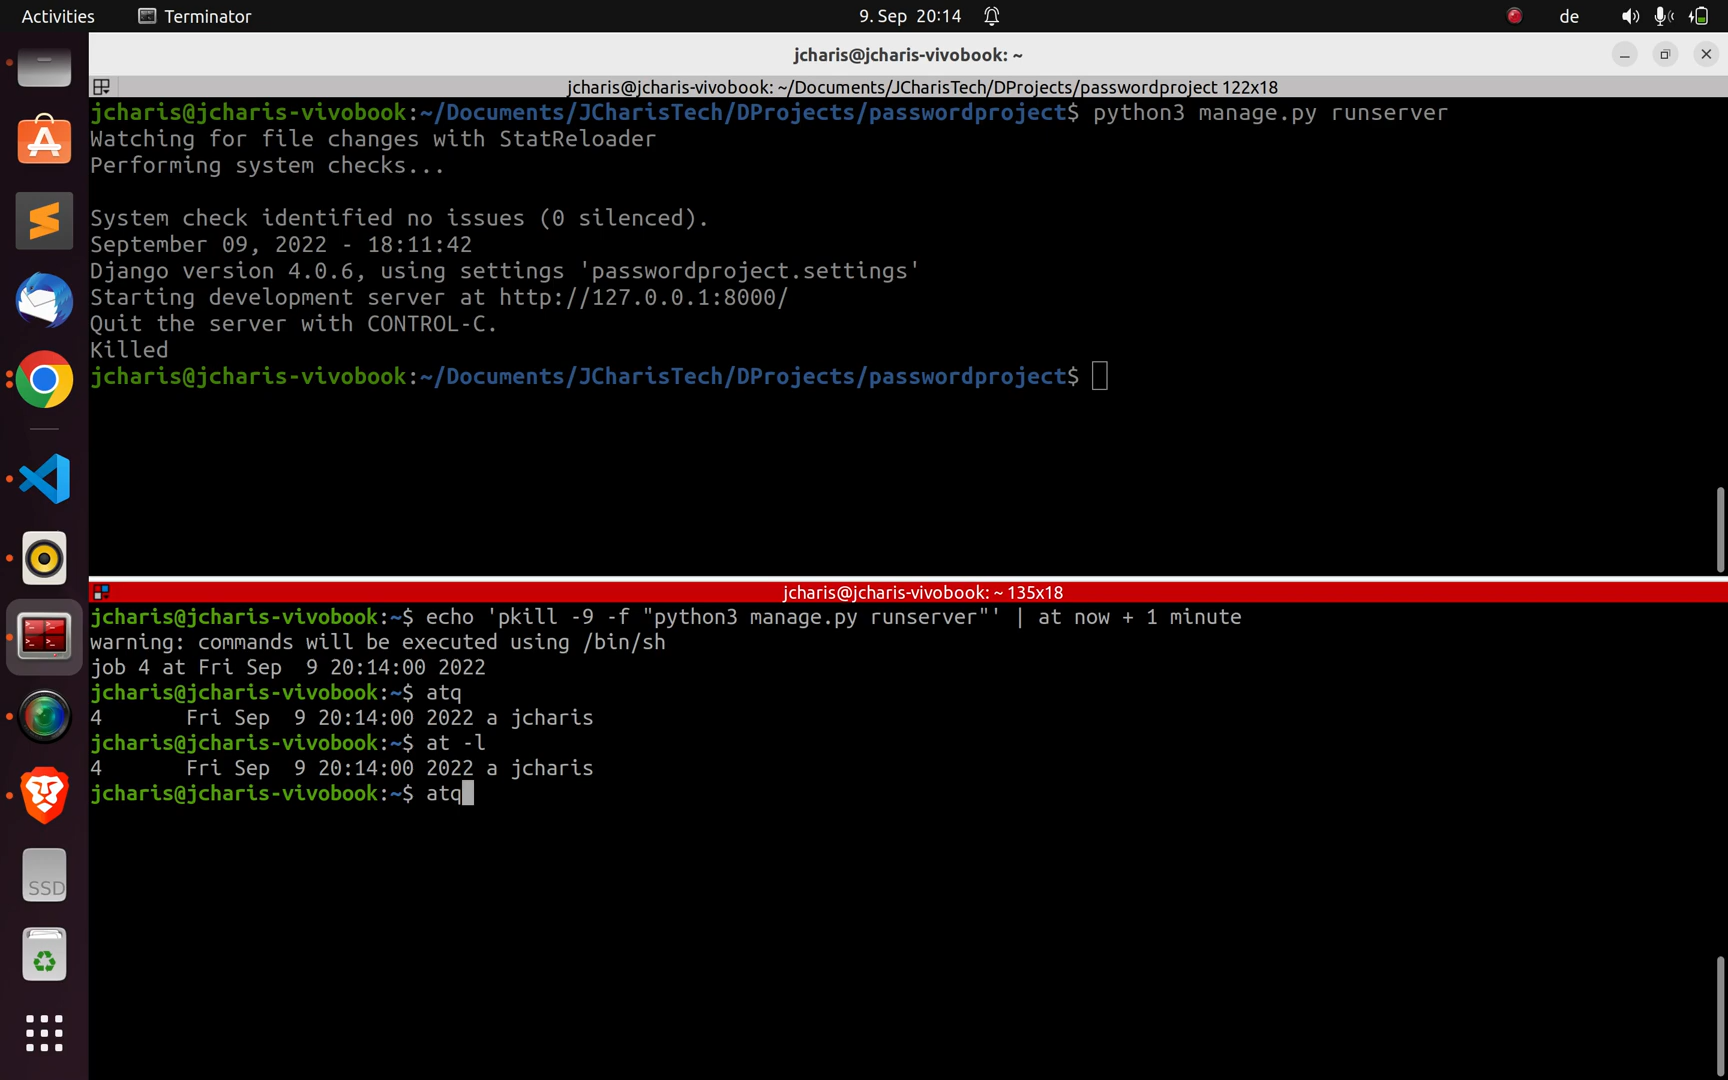 Activities Terminator 9. Sep 20:14 de
jcharis@jcharis-vivobook: ~
jcharis@jcharis-vivobook: ~/Documents/JCharisTech/DProjects/passwordproject 122x18
jcharis@jcharis-vivobook:~/Documents/JCharisTech/DProjects/passwordproject$ python3 manage.py runserver
Watching for file changes with StatReloader
Performing system checks...
System check identified no issues (0 silenced).
September 09, 2022 - 18:11:42
Django version 4.0.6, using settings 'passwordproject.settings'
Starting development server at http://127.0.0.1:8000/
Quit the server with CONTROL-C.
Killed
jcharis@jcharis-vivobook:~/Documents/JCharisTech/DProjects/passwordproject$
jcharis@jcharis-vivobook: ~ 135x18
jcharis@jcharis-vivobook:~$ echo 'pkill -9 -f "python3 manage.py runserver"' | at now + 1 minute
warning: commands will be executed using /bin/sh
job 4 at Fri Sep  9 20:14:00 2022
jcharis@jcharis-vivobook:~$ atq
4       Fri Sep  9 20:14:00 2022 a jcharis
jcharis@jcharis-vivobook:~$ at -l
4       Fri Sep  9 20:14:00 2022 a jcharis
jcharis@jcharis-vivobook:~$ atq
SSD